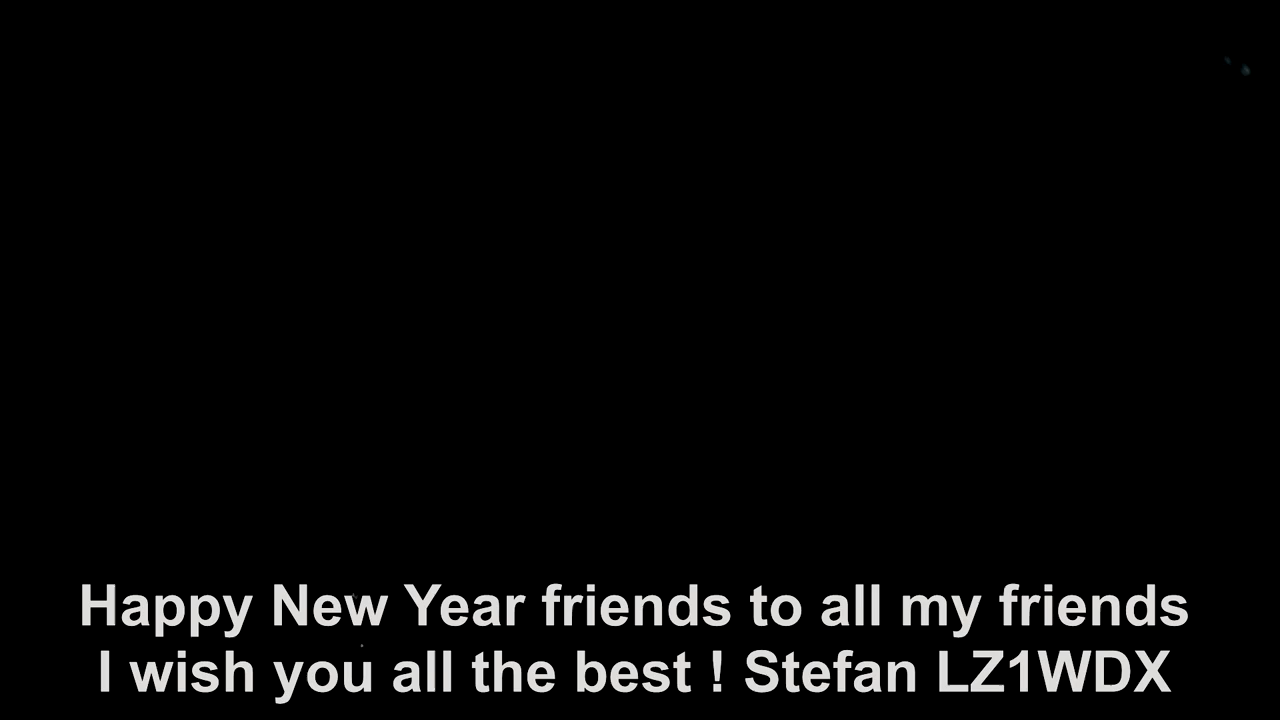 Happy New Year friends to all my friends
I wish you all the best ! Stefan LZ1WDX